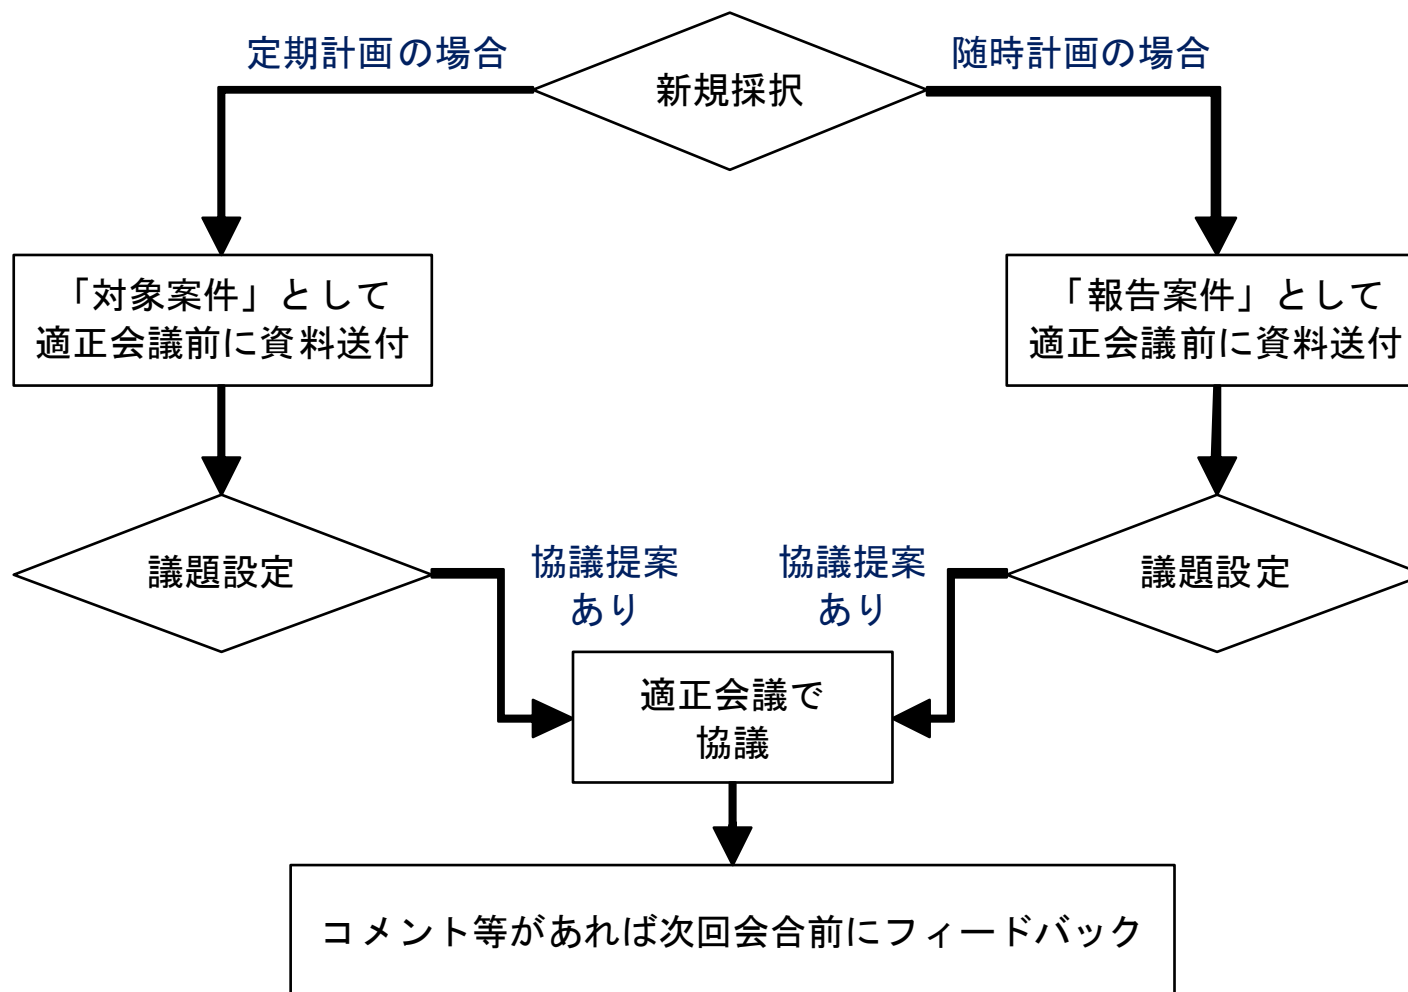 定期計画の場合
新規採択
随時計画の場合
「対象案件」として
適正会議前に資料送付
「報告案件」として
適正会議前に資料送付
議題設定
協議提案
あり
協議提案
あり
議題設定
適正会議で
協議
コメント等があれば次回会合前にフィードバック